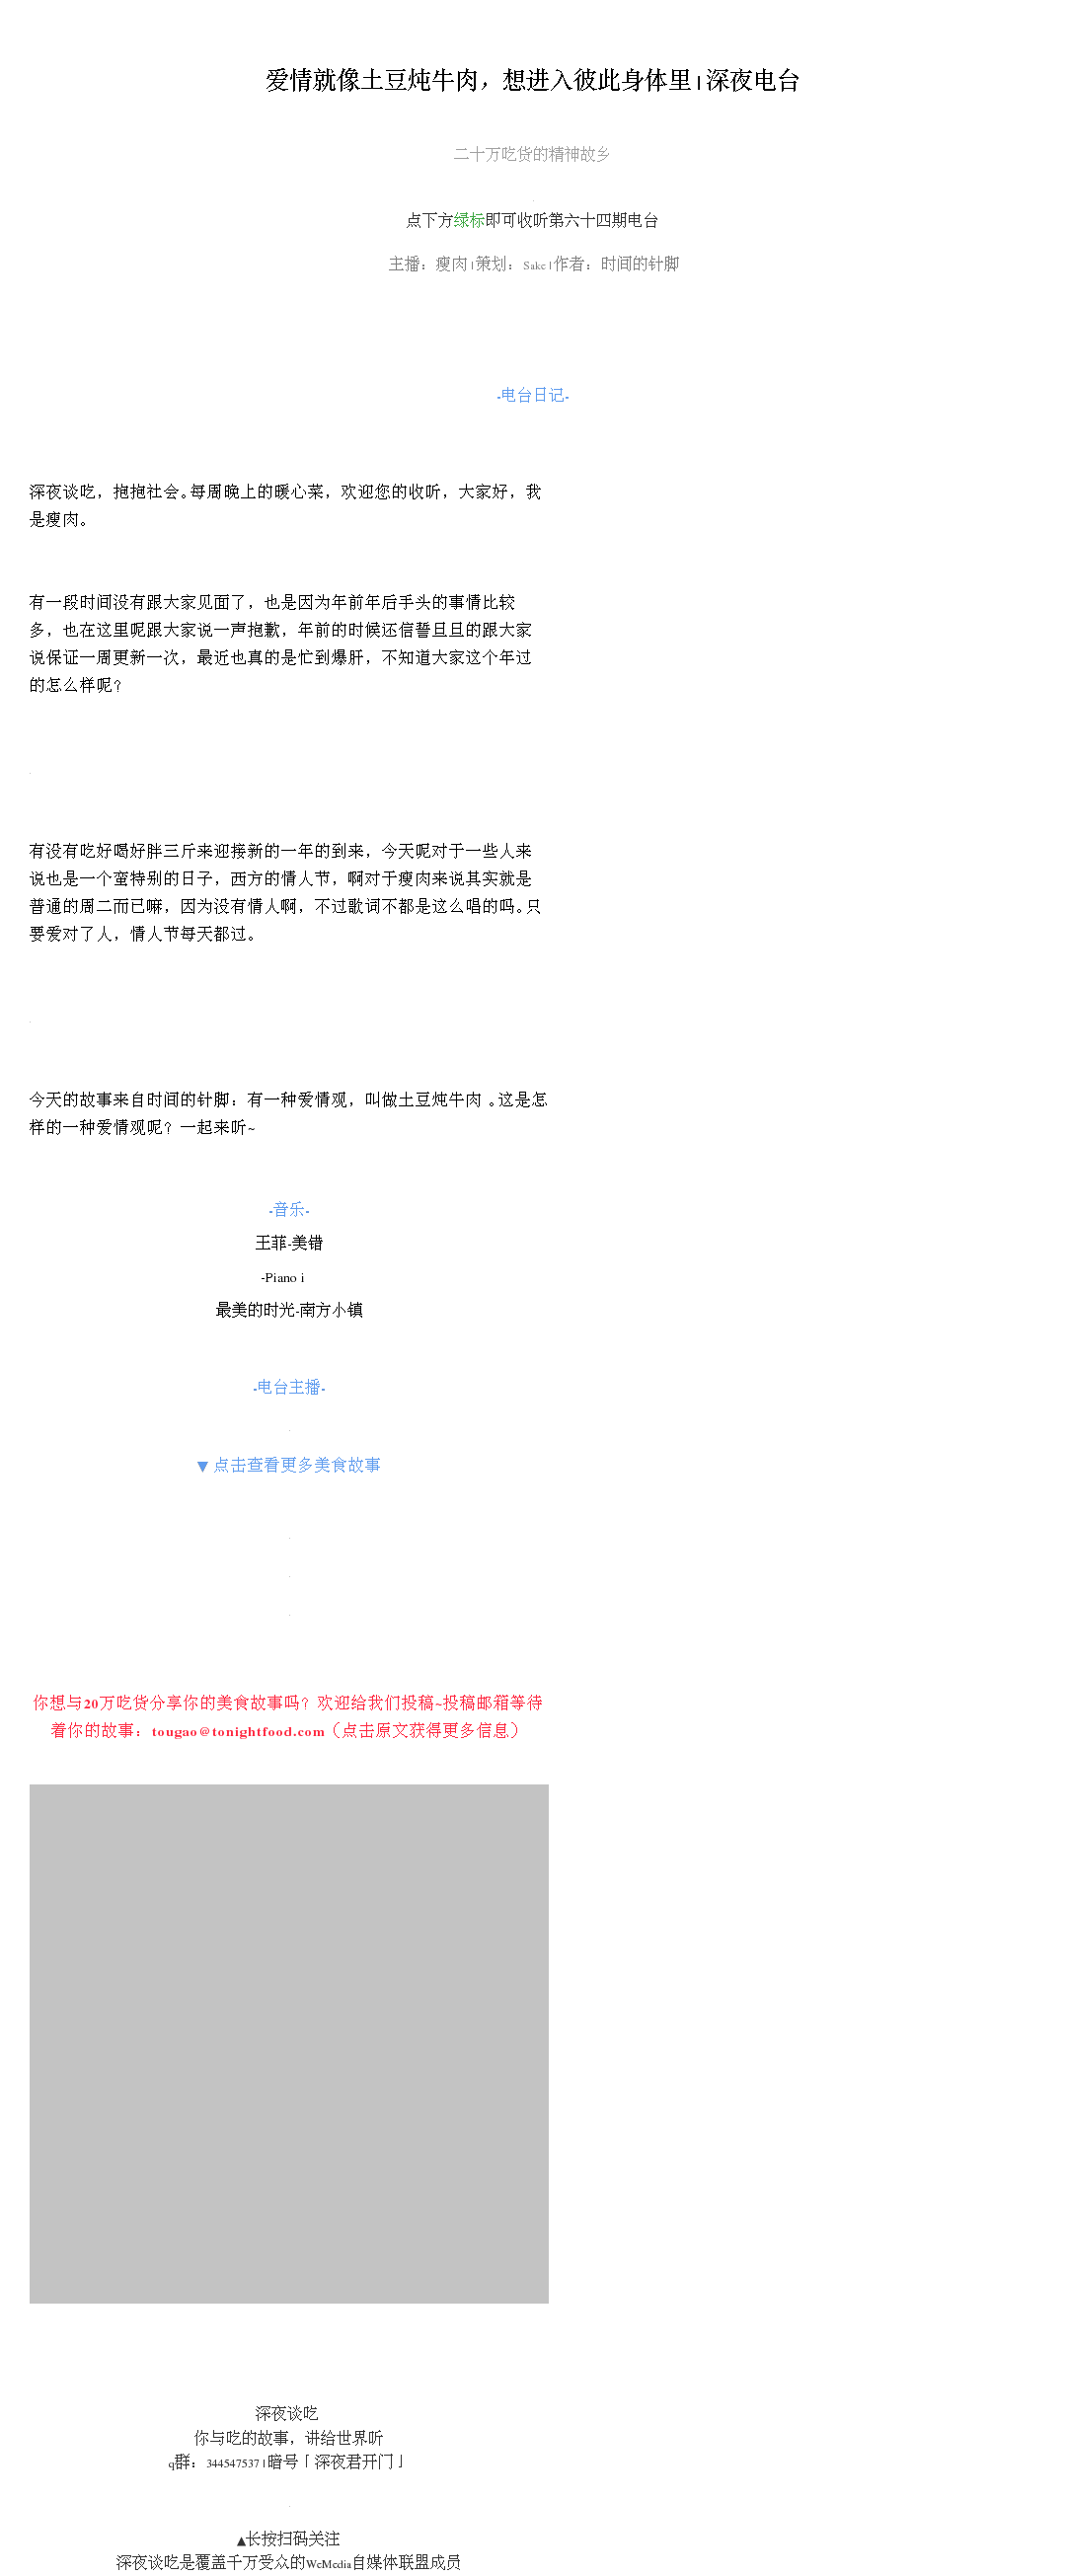 爱情就像土豆炖牛肉，想进入彼此身体里|深夜电台
二十万吃货的精神故乡
点下方绿标即可收听第六十四期电台
主播：瘦肉|策划：Sake|作者：时间的针脚
-电台日记-
深夜谈吃，抱抱社会。每周晚上的暖心菜，欢迎您的收听，大家好，我
是瘦肉。
有一段时间没有跟大家见面了，也是因为年前年后手头的事情比较
多，也在这里呢跟大家说一声抱歉，年前的时候还信誓旦旦的跟大家
说保证一周更新一次，最近也真的是忙到爆肝，不知道大家这个年过
的怎么样呢？
有没有吃好喝好胖三斤来迎接新的一年的到来，今天呢对于一些人来
说也是一个蛮特别的日子，西方的情人节，啊对于瘦肉来说其实就是
普通的周二而已嘛，因为没有情人啊，不过歌词不都是这么唱的吗。只
要爱对了人，情人节每天都过。
今天的故事来自时间的针脚：有一种爱情观，叫做土豆炖牛肉 。这是怎
样的一种爱情观呢？一起来听~
-音乐-
王菲-美错
-Piano i
最美的时光-南方小镇
-电台主播-
▼ 点击查看更多美食故事
你想与20万吃货分享你的美食故事吗？欢迎给我们投稿~投稿邮箱等待
着你的故事：tougao@tonightfood.com（点击原文获得更多信息）
深夜谈吃
你与吃的故事，讲给世界听
q群：344547537|暗号「深夜君开门」
▲长按扫码关注
深夜谈吃是覆盖千万受众的WeMedia自媒体联盟成员